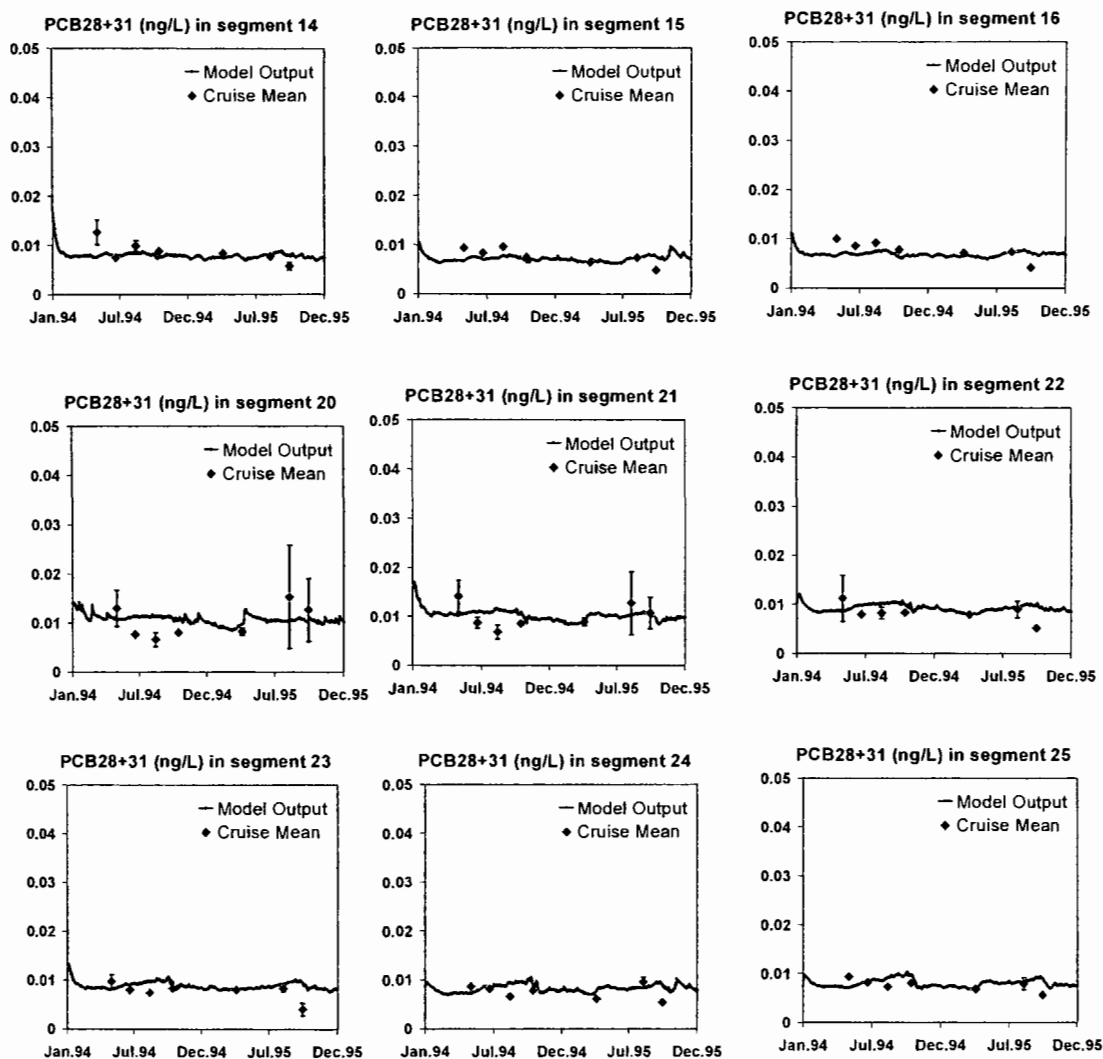 PCB28+31 (ng/L) in segment 14
0.05
0.04
0.03
0.02
0.01
0
Model Output
Cruise Mean
Jan.94 Jul.94 Dec.94 Jul.95 Dec.95
PCB28+31 (ng/L) in segment 15
0.05
0.04
0.03
0.02
0.01
0
Model Output
Cruise Mean
Jan.94 Jul.94 Dec.94 Jul.95 Dec.95
PCB28+31 (ng/L) in segment 16
0.05
0.04
0.03
0.02
0.01
0
Model Output
Cruise Mean
Jan.94 Jul.94 Dec.94 Jul.95 Dec.95
PCB28+31 (ng/L) in segment 20
0.05
0.04
0.03
0.02
0.01
0
Model Output
Cruise Mean
Jan.94 Jul.94 Dec.94 Jul.95 Dec.95
PCB28+31 (ng/L) in segment 21
0.05
0.04
0.03
0.02
0.01
0
Model Output
Cruise Mean
Jan.94 Jul.94 Dec.94 Jul.95 Dec.95
PCB28+31 (ng/L) in segment 22
0.05
0.04
0.03
0.02
0.01
0
Model Output
Cruise Mean
Jan.94 Jul.94 Dec.94 Jul.95 Dec.95
PCB28+31 (ng/L) in segment 23
0.05
0.04
0.03
0.02
0.01
0
Model Output
Cruise Mean
Jan.94 Jul.94 Dec.94 Jul.95 Dec.95
PCB28+31 (ng/L) in segment 24
0.05
0.04
0.03
0.02
0.01
0
Model Output
Cruise Mean
Jan.94 Jul.94 Dec.94 Jul.95 Dec.95
PCB28+31 (ng/L) in segment 25
0.05
0.04
0.03
0.02
0.01
0
Model Output
Cruise Mean
Jan.94 Jul.94 Dec.94 Jul.95 Dec.95